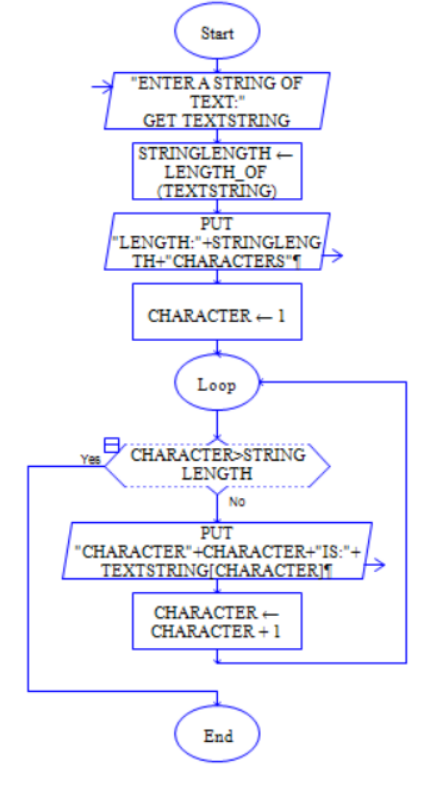 Start
"ENTER A STRING OF
TEXT:"
GET TEXTSTRING
STRINGLENGTH ←
LENGTH_OF
(TEXTSTRING)
PUT
"LENGTH:"+STRINGLENG
TH+"CHARACTERS"¶
CHARACTER ← 1
Loop
CHARACTER>STRING
LENGTH
Yes
No
PUT
"CHARACTER"+CHARACTER+"IS:"+
TEXTSTRING[CHARACTER]¶
CHARACTER ←
CHARACTER + 1
End